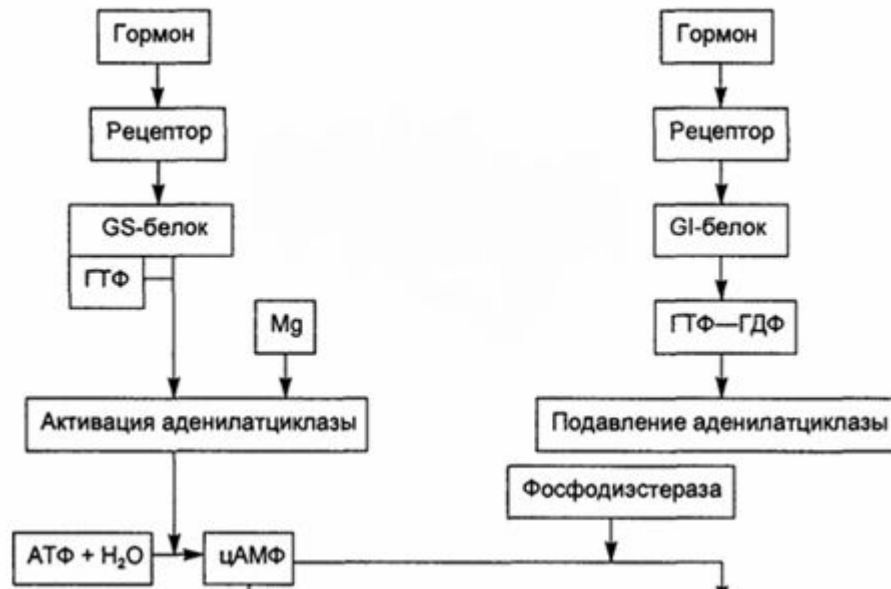 Гормон
Гормон
Рецептор
Рецептор
GS-белок
GI-белок
ГТФ
Mg
ГТФ—ГДФ
Активация аденилатциклазы
Подавление аденилатциклазы
Фосфодиэстераза
АТФ + H₂O
цАМФ